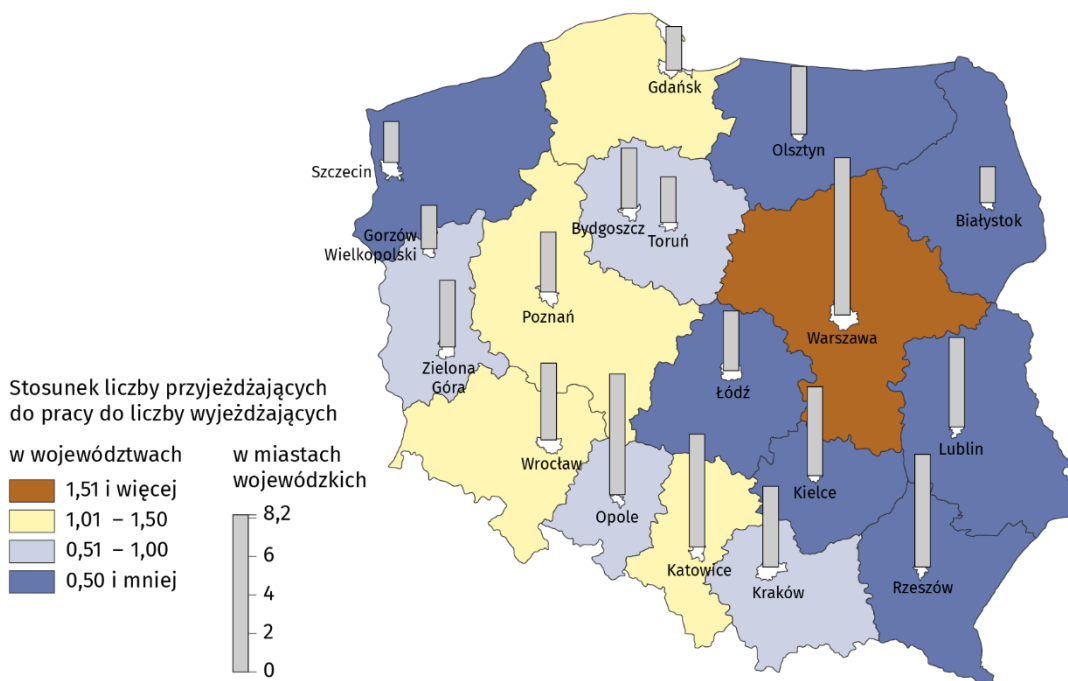 Gdańsk
Olsztyn
Szczecin
Białystok
Bydgoszcz
Toruń
Gorzów
Wielkopolski
Poznań
Warszawa
Zielona
Góra
Łódź
Lublin
Wrocław
Kielce
Opole
Katowice
Kraków
Rzeszów
Stosunek liczby przyjeżdżających
do pracy do liczby wyjeżdżających
w województwach
1,51 i więcej
1,01 – 1,50
0,51 – 1,00
0,50 i mniej
w miastach
wojewódzkich
8,2
6
4
2
0